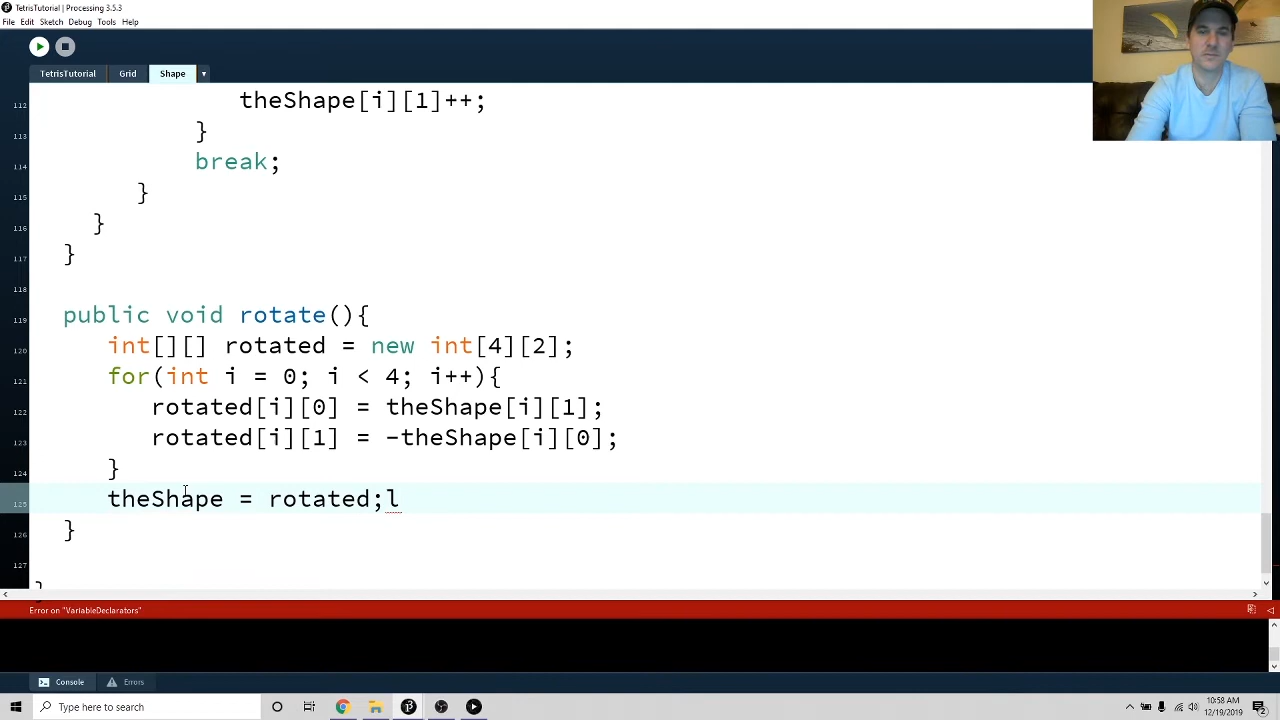 TetrisTutorial | Processing 3.5.3
File Edit Sketch Debug Tools Help
TetrisTutorial Grid Shape ▾
112 theShape[i][1]++;
113 }
114 break;
115 }
116 }
117 }
118
119 public void rotate(){
120 int[][] rotated = new int[4][2];
121 for(int i = 0; i < 4; i++){
122 rotated[i][0] = theShape[i][1];
123 rotated[i][1] = -theShape[i][0];
124 }
125 theShape = rotated;l
126 }
127
}
Error on "VariableDeclarators"
Console Errors
Type here to search
10:58 AM
12/19/2019
2